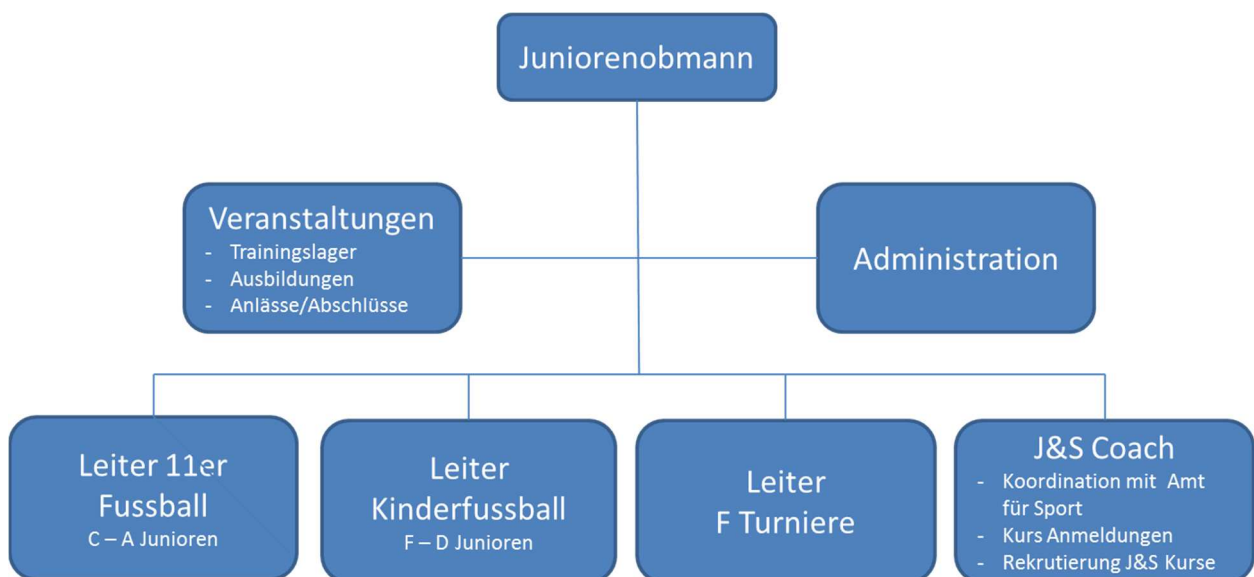 Juniorenobmann
Veranstaltungen
- Trainingslager
- Ausbildungen
- Anlässe/Abschlüsse
Administration
Leiter 11er
Fussball
C – A Junioren
Leiter
Kinderfussball
F – D Junioren
Leiter
F Turniere
J&S Coach
- Koordination mit Amt
für Sport
- Kurs Anmeldungen
- Rekrutierung J&S Kurse